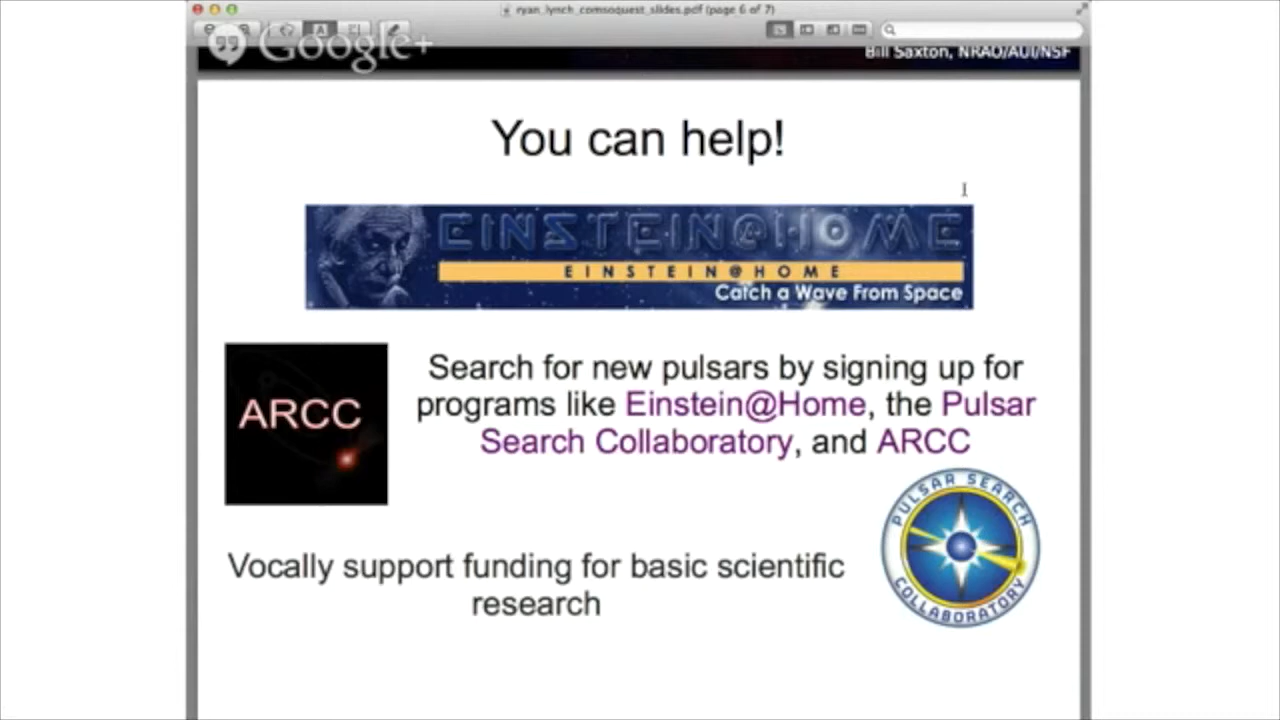 ryan_lynch_comsoquest_slides.pdf (page 6 of 7)
Google+
Bill Saxton, NRAO/AUI/NSF
You can help!
EINSTEIN@HOME
EINSTEIN@HOME
Catch a Wave From Space
Search for new pulsars by signing up for
programs like Einstein@Home, the Pulsar
Search Collaboratory, and ARCC
ARCC
PULSAR SEARCH
COLLABORATORY
Vocally support funding for basic scientific
research